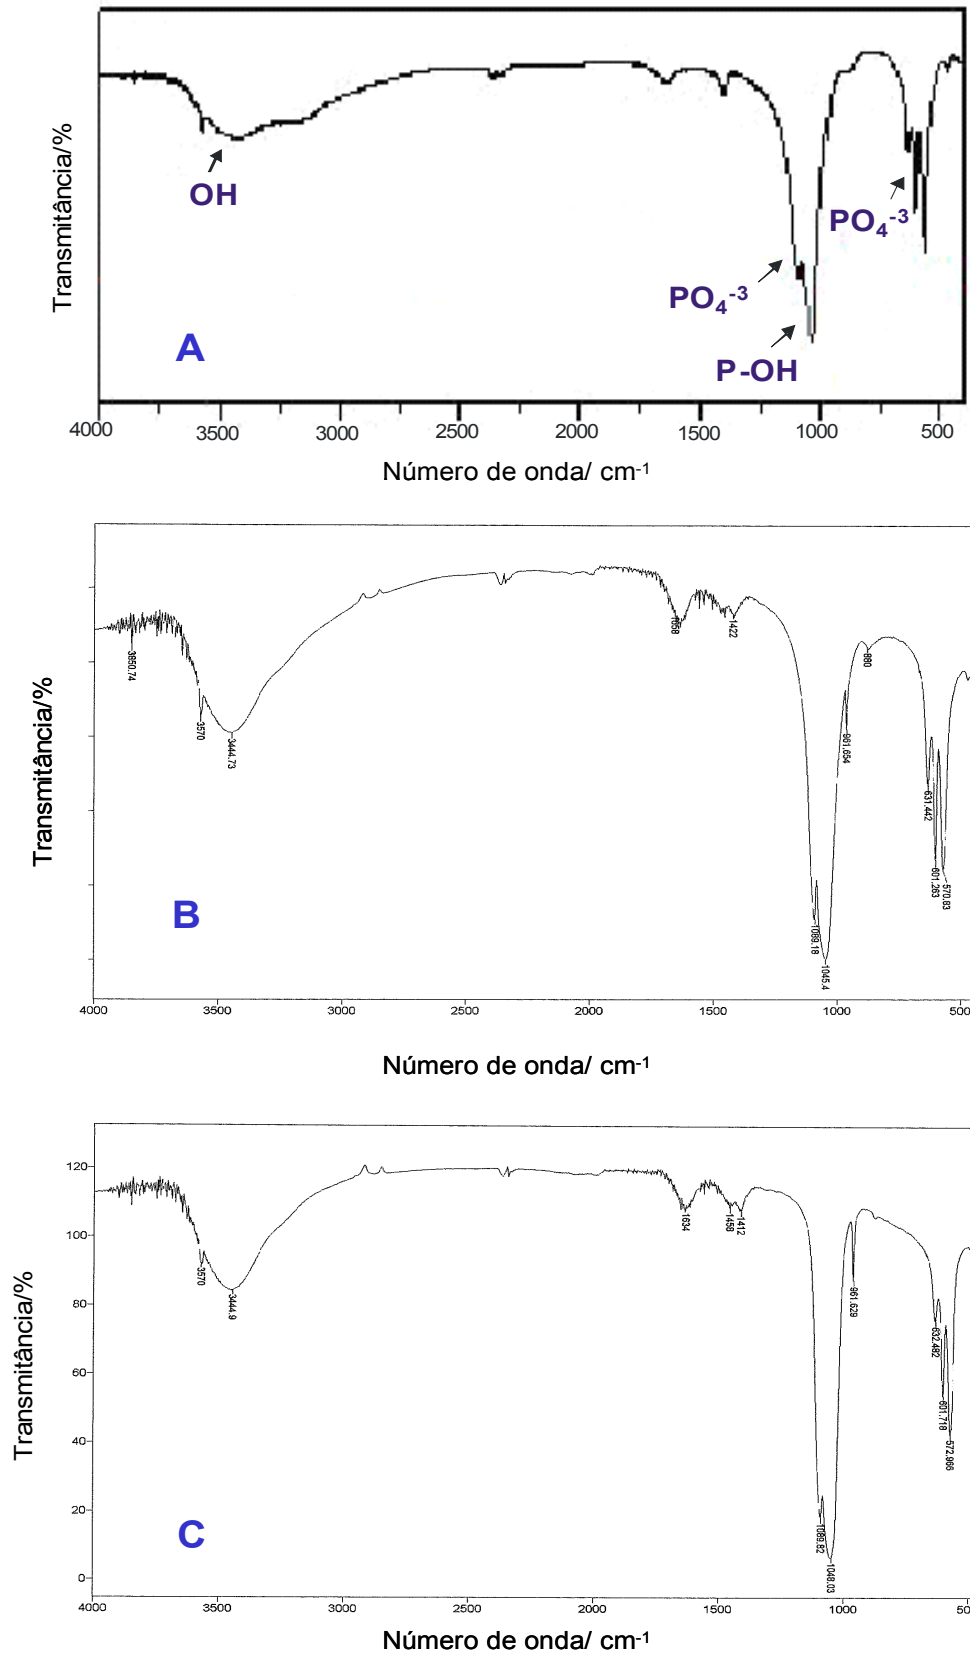 Transmitância/%
OH
PO₄⁻³
PO₄⁻³
P-OH
A
4000 3500 3000 2500 2000 1500 1000 500
Número de onda/ cm⁻¹
Transmitância/%
3850.74
3570
3444.73
1658
1422
1089.18
1045.4
961.654
880
631.442
601.263
570.83
B
4000 3500 3000 2500 2000 1500 1000 500
Número de onda/ cm⁻¹
Transmitância/%
120
100
80
60
40
20
0
3570
3444.9
1634
1458
1412
1089.82
1048.03
961.629
632.482
601.718
572.966
C
4000 3500 3000 2500 2000 1500 1000 50
Número de onda/ cm⁻¹